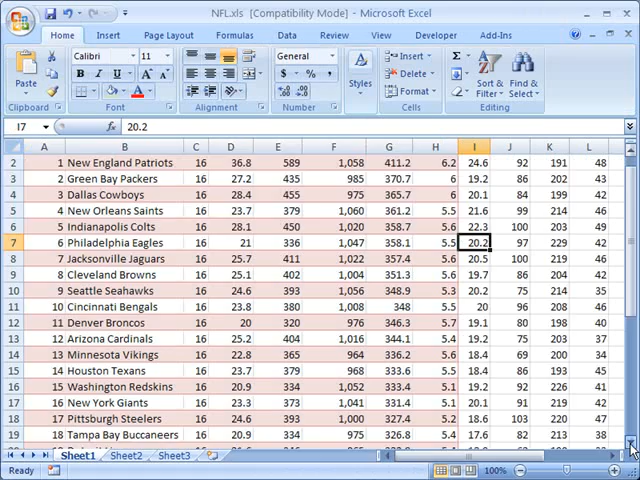 NFL.xls [Compatibility Mode] - Microsoft Excel
Home Insert Page Layout Formulas Data Review View Developer Add-Ins
Calibri 11 General Insert Σ
Paste B I U A A A $ % , Styles Delete Sort & Find &
Format Filter Select
Clipboard Font Alignment Number Cells Editing
I7 20.2
A B C D E F G H I J K L
2 1 New England Patriots 16 36.8 589 1,058 411.2 6.2 24.6 92 191 48
3 2 Green Bay Packers 16 27.2 435 985 370.7 6 19.2 86 202 43
4 3 Dallas Cowboys 16 28.4 455 975 365.7 6 20.1 84 199 42
5 4 New Orleans Saints 16 23.7 379 1,060 361.2 5.5 21.6 99 214 46
6 5 Indianapolis Colts 16 28.1 450 1,020 358.7 5.6 22.3 100 203 49
7 6 Philadelphia Eagles 16 21 336 1,047 358.1 5.5 20.2 97 229 42
8 7 Jacksonville Jaguars 16 25.7 411 1,022 357.4 5.6 20.5 100 219 46
9 8 Cleveland Browns 16 25.1 402 1,004 351.3 5.6 19.7 86 204 42
10 9 Seattle Seahawks 16 24.6 393 1,056 348.9 5.3 20.2 75 214 35
11 10 Cincinnati Bengals 16 23.8 380 1,008 348 5.5 20 96 208 46
12 11 Denver Broncos 16 20 320 976 346.3 5.7 19.1 80 198 40
13 12 Arizona Cardinals 16 25.2 404 1,016 344.1 5.4 19.2 75 203 37
14 13 Minnesota Vikings 16 22.8 365 964 336.2 5.6 18.4 75 214 35
15 14 Houston Texans 16 23.7 379 974 333.6 5.5 18.4 94 203 46
16 15 Washington Redskins 16 20.9 334 1,052 333.4 5.1 19.2 86 226 38
17 16 New York Giants 16 23.3 373 1,041 331.4 5.1 20.1 89 213 42
18 17 Pittsburgh Steelers 16 24.6 393 1,000 327.4 5.2 18.6 103 220 47
19 18 Tampa Bay Buccaneers 16 20.9 334 975 326.8 5.4 17.6 82 213 38
Sheet1 Sheet2 Sheet3
Ready 100%